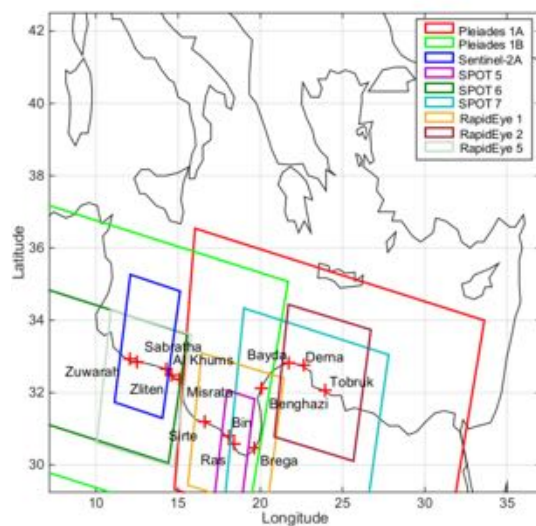 42
40
38
36
34
32
30
Latitude
10
15
20
25
30
35
Longitude
Pleiades 1A
Pleiades 1B
Sentinel-2A
SPOT 5
SPOT 6
SPOT 7
RapidEye 1
RapidEye 2
RapidEye 5
Sabratha
Zuwarah
Al Khums
Zliten
Misrata
Sirte
Bin
Ras
Brega
Bayda
Derna
Benghazi
Tobruk